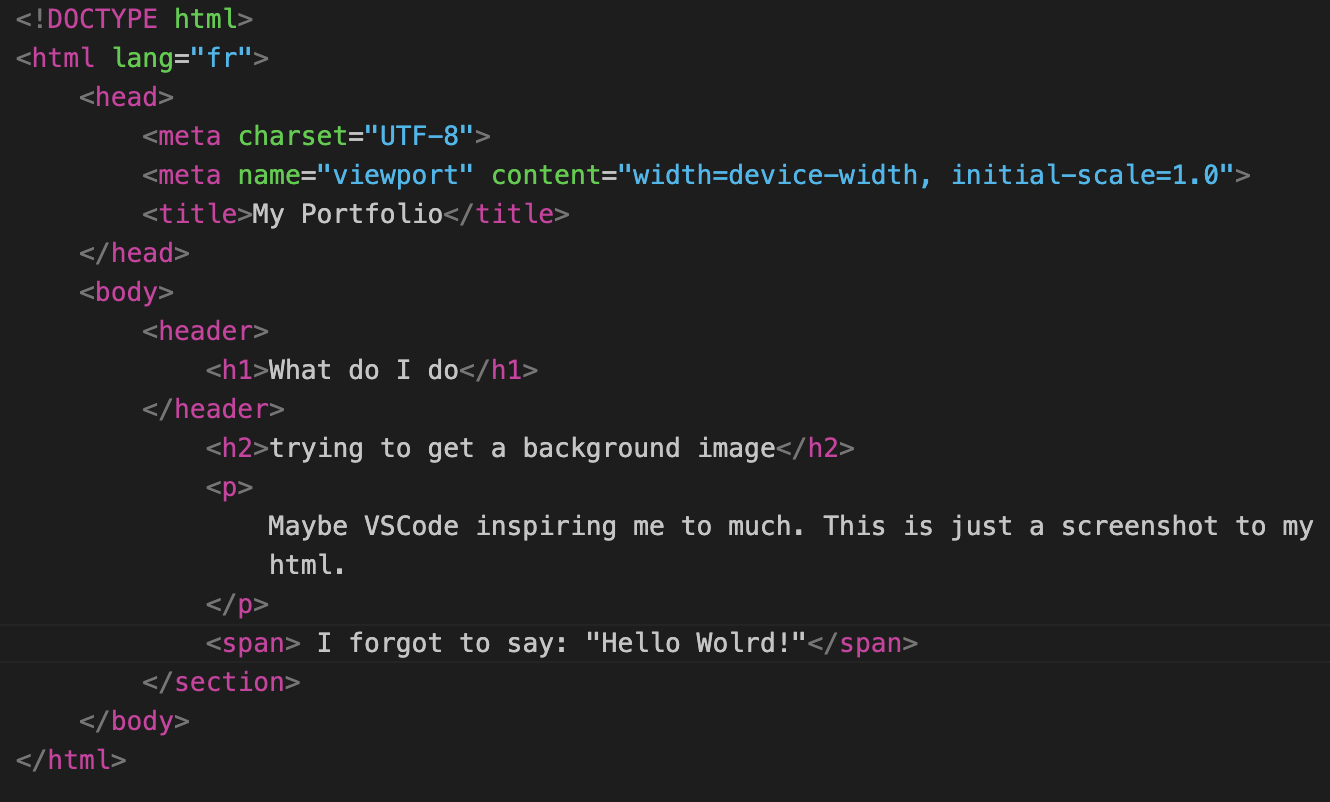 <!DOCTYPE html>
<html lang="fr">
    <head>
        <meta charset="UTF-8">
        <meta name="viewport" content="width=device-width, initial-scale=1.0">
        <title>My Portfolio</title>
    </head>
    <body>
        <header>
            <h1>What do I do</h1>
        </header>
            <h2>trying to get a background image</h2>
            <p>
                Maybe VSCode inspiring me to much. This is just a screenshot to my
                html.
            </p>
            <span> I forgot to say: "Hello Wolrd!"</span>
        </section>
    </body>
</html>